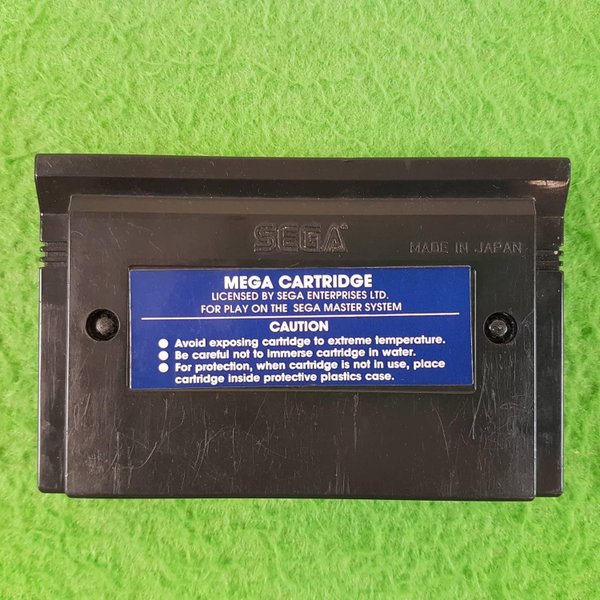 SEGA
MADE IN JAPAN
MEGA CARTRIDGE
LICENSED BY SEGA ENTERPRISES LTD.
FOR PLAY ON THE SEGA MASTER SYSTEM
CAUTION
● Avoid exposing cartridge to extreme temperature.
● Be careful not to immerse cartridge in water.
● For protection, when cartridge is not in use, place
cartridge inside protective plastics case.